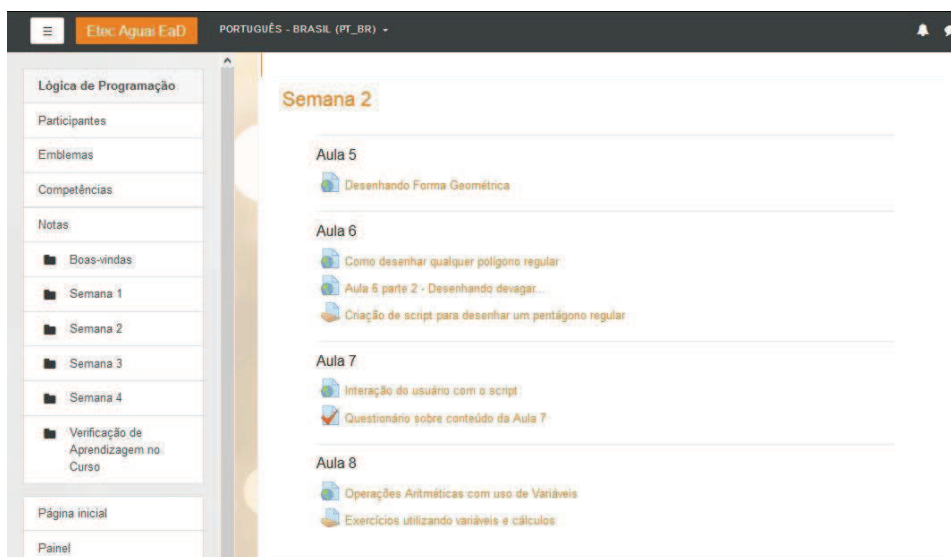 Etec Aguaí EaD
PORTUGUÊS - BRASIL (PT_BR)
Lógica de Programação
Participantes
Emblemas
Competências
Notas
Boas-vindas
Semana 1
Semana 2
Semana 3
Semana 4
Verificação de
Aprendizagem no
Curso
Página inicial
Painel
Semana 2
Aula 5
Desenhando Forma Geométrica
Aula 6
Como desenhar qualquer polígono regular
Aula 6 parte 2 - Desenhando devagar...
Criação de script para desenhar um pentágono regular
Aula 7
Interação do usuário com o script
Questionário sobre conteúdo da Aula 7
Aula 8
Operações Aritméticas com uso de Variáveis
Exercícios utilizando variáveis e cálculos